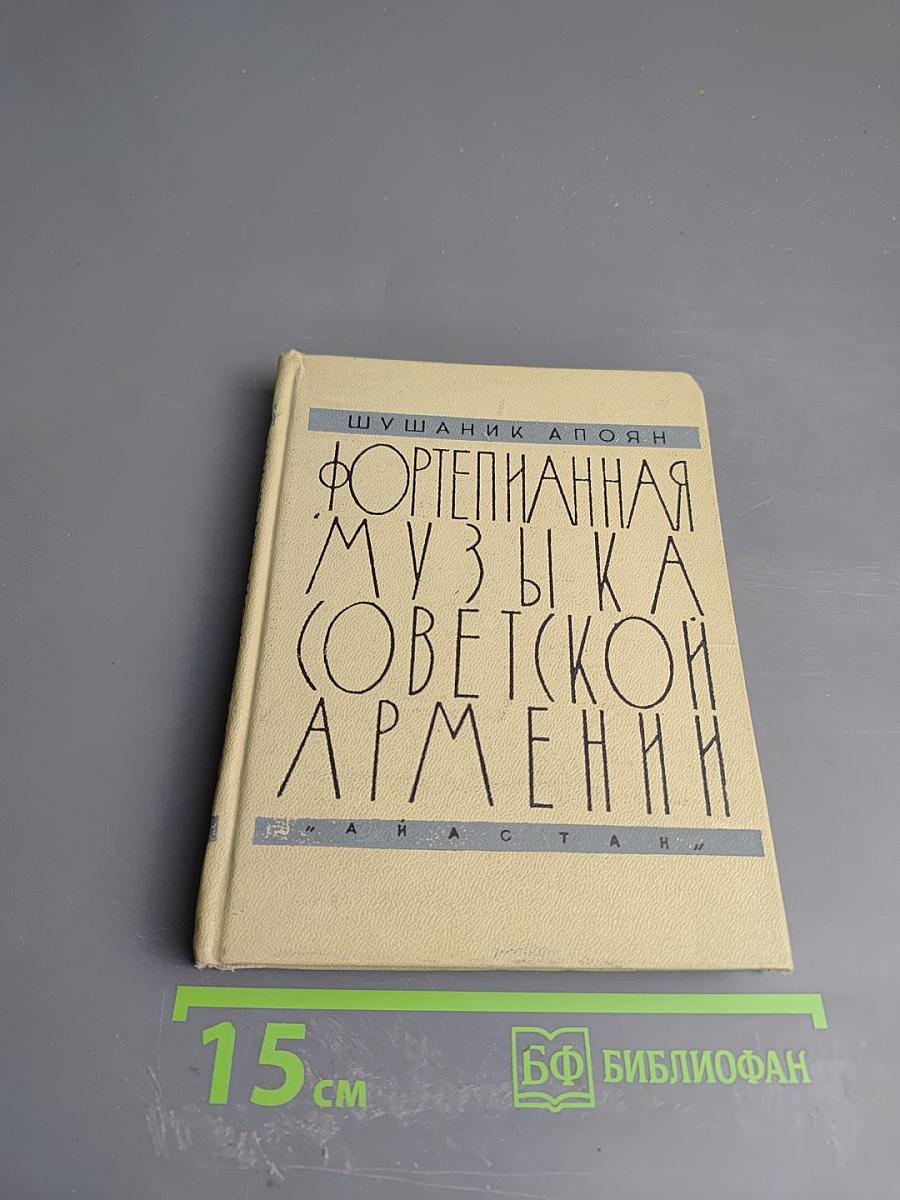 ШУШАНИК АПОЯН
ФОРТЕПИАННАЯ
МУЗЫКА
СОВЕТСКОЙ
АРМЕНИИ
"АЙАСТАН"
15 см
БФ БИБЛИОФАН